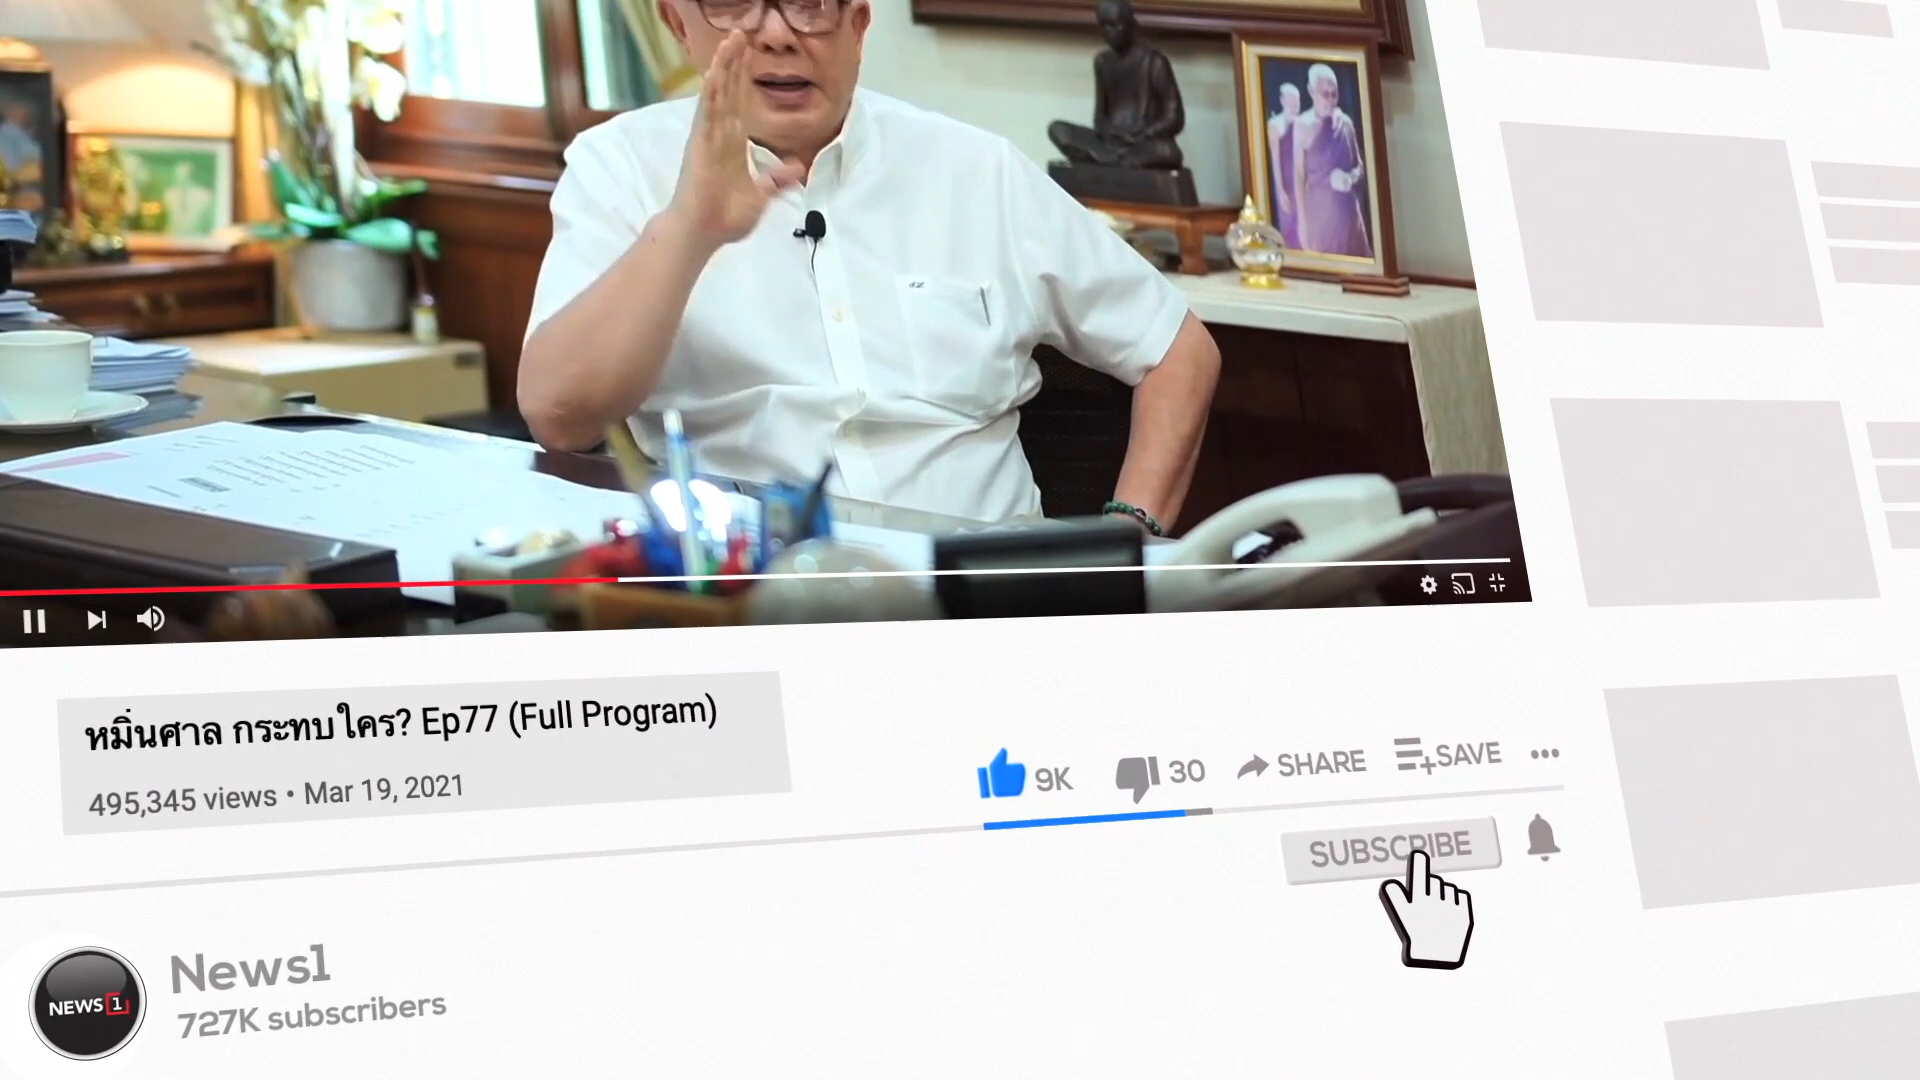 หมิ่นศาล กระทบใคร? Ep77 (Full Program)
495,345 views • Mar 19, 2021
9K
30
SHARE
SAVE
SUBSCRIBE
NEWS 1
News1
727K subscribers